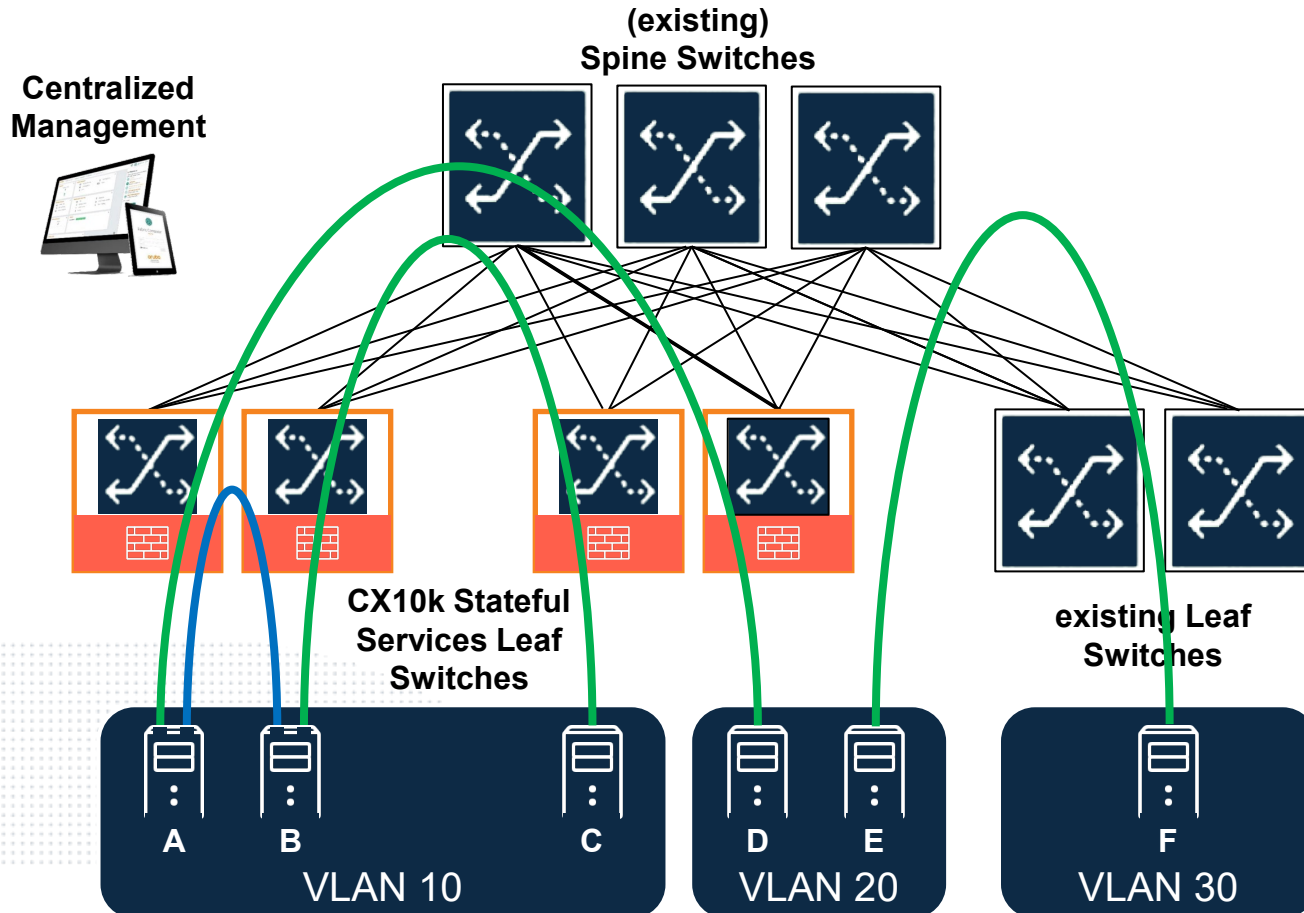 (existing)
Spine Switches
Centralized
Management
CX10k Stateful
Services Leaf
Switches
existing Leaf
Switches
A
B
C
D
E
F
VLAN 10
VLAN 20
VLAN 30